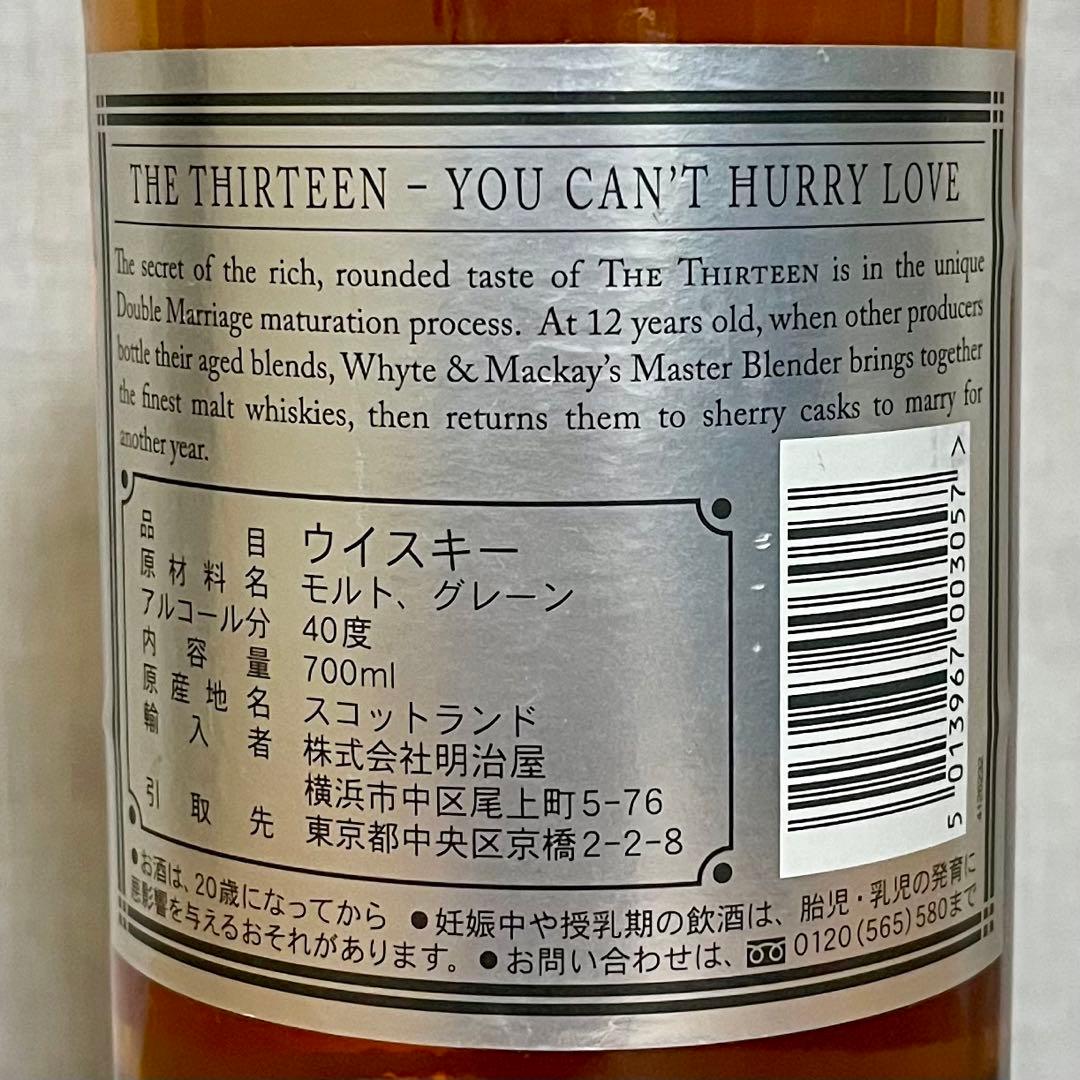 THE THIRTEEN – YOU CAN'T HURRY LOVE
The secret of the rich, rounded taste of THE THIRTEEN is in the unique
Double Marriage maturation process. At 12 years old, when other producers
bottle their aged blends, Whyte & Mackay's Master Blender brings together
the finest malt whiskies, then returns them to sherry casks to marry for
another year.
品目 ウイスキー
原材料名 モルト、グレーン
アルコール分 40度
内容量 700ml
原産地名 スコットランド
輸入者 株式会社明治屋
横浜市中区尾上町5-76
引取先 東京都中央区京橋2-2-8
5 013967 003057 >
●お酒は、20歳になってから ●妊娠中や授乳期の飲酒は、胎児・乳児の発育に
悪影響を与えるおそれがあります。●お問い合わせは、0120(565)580まで